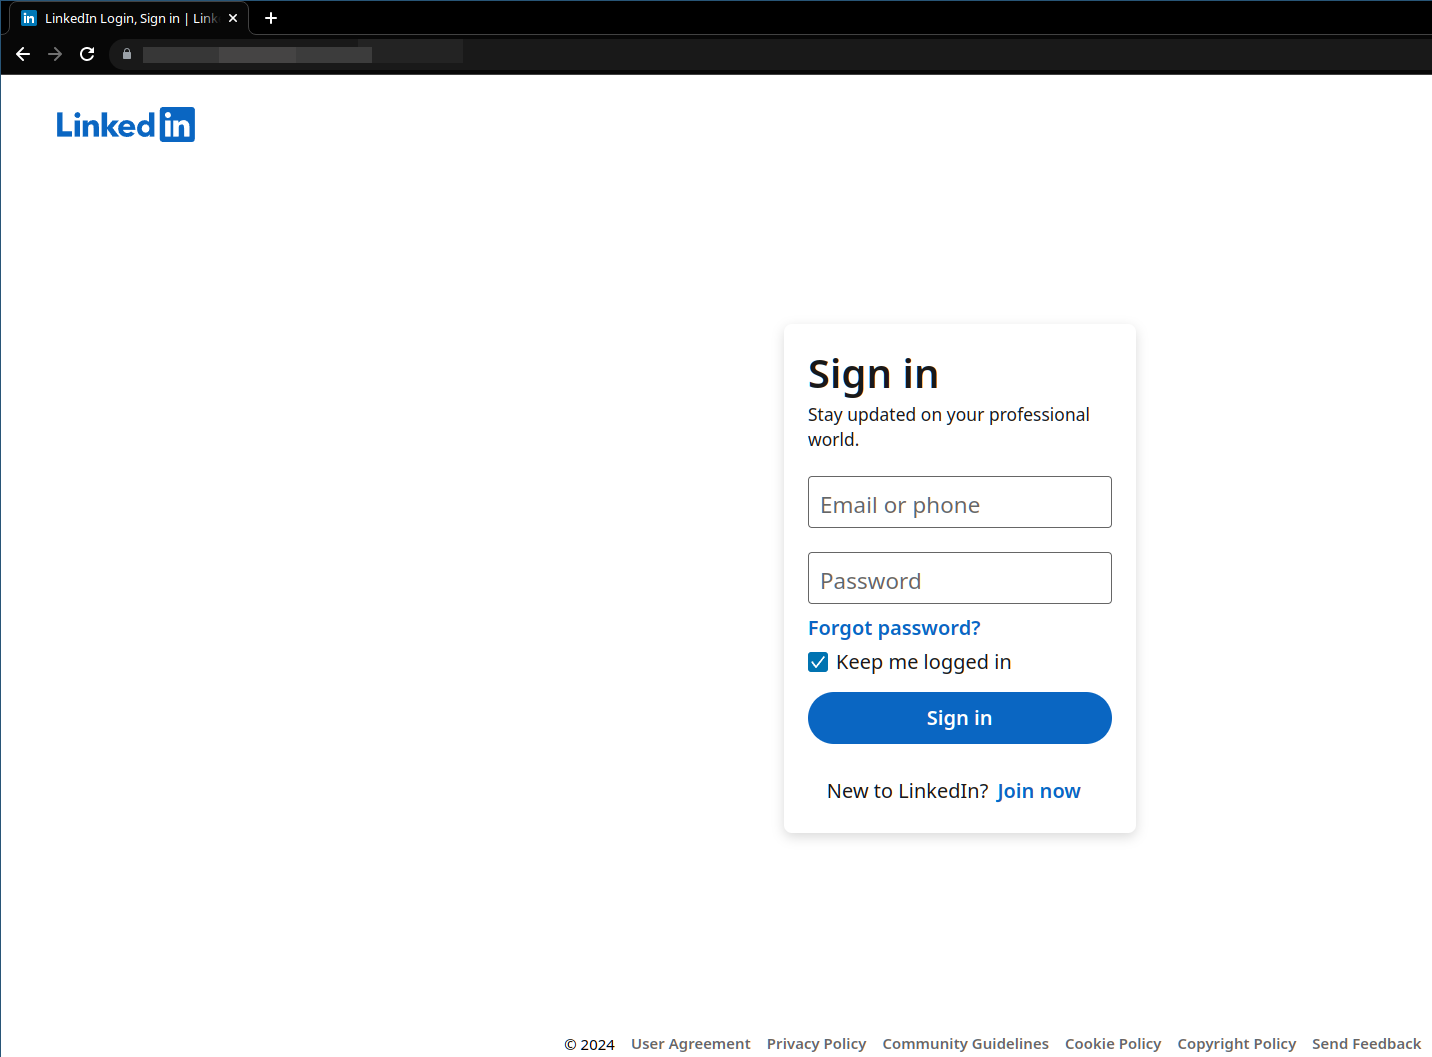 LinkedIn Login, Sign in | Link
Linkedin
Sign in
Stay updated on your professional
world.
Email or phone
Password
Forgot password?
Keep me logged in
Sign in
New to LinkedIn? Join now
© 2024 User Agreement Privacy Policy Community Guidelines Cookie Policy Copyright Policy Send Feedback